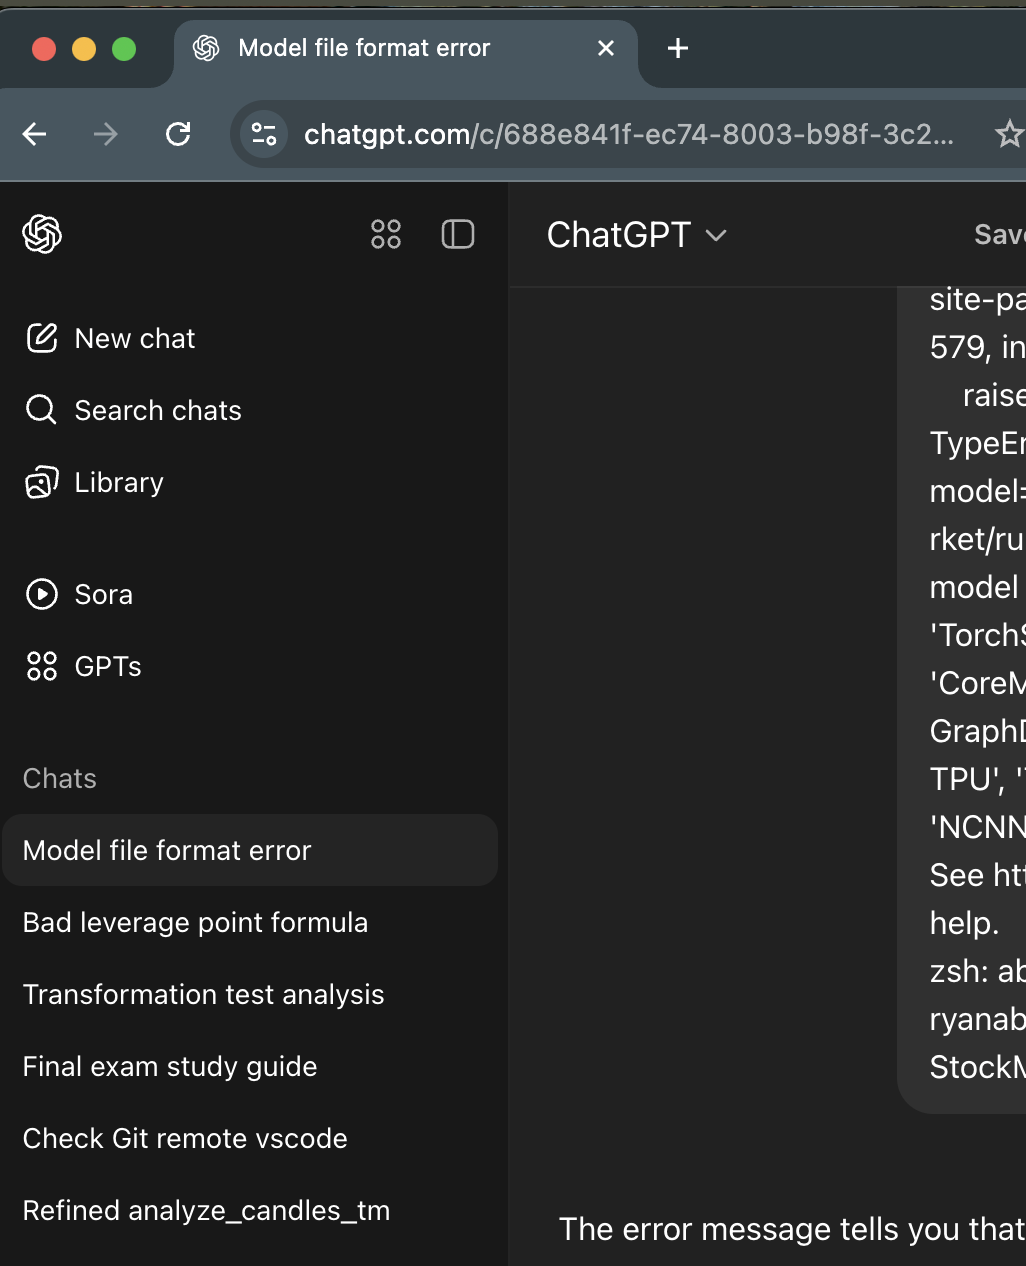 Model file format error
chatgpt.com/c/688e841f-ec74-8003-b98f-3c2...
ChatGPT
Save
New chat
Search chats
Library
Sora
GPTs
Chats
Model file format error
Bad leverage point formula
Transformation test analysis
Final exam study guide
Check Git remote vscode
Refined analyze_candles_tm
site-pa
579, in
raise
TypeEr
model=
rket/ru
model
'TorchS
'CoreM
GraphD
TPU', '
'NCNN
See htt
help.
zsh: ab
ryanab
StockM
The error message tells you that